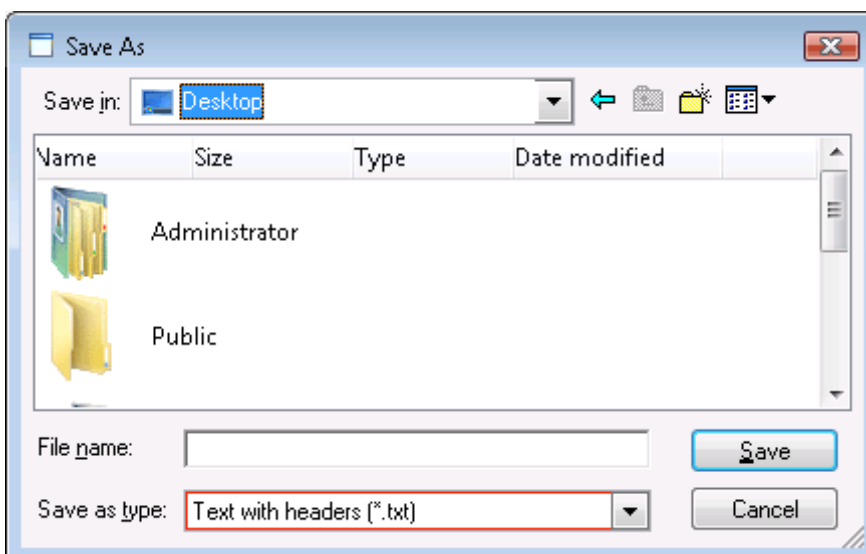 Save As
Save in: Desktop
Name Size Type Date modified
Administrator
Public
File name:
Save
Save as type: Text with headers (*.txt)
Cancel